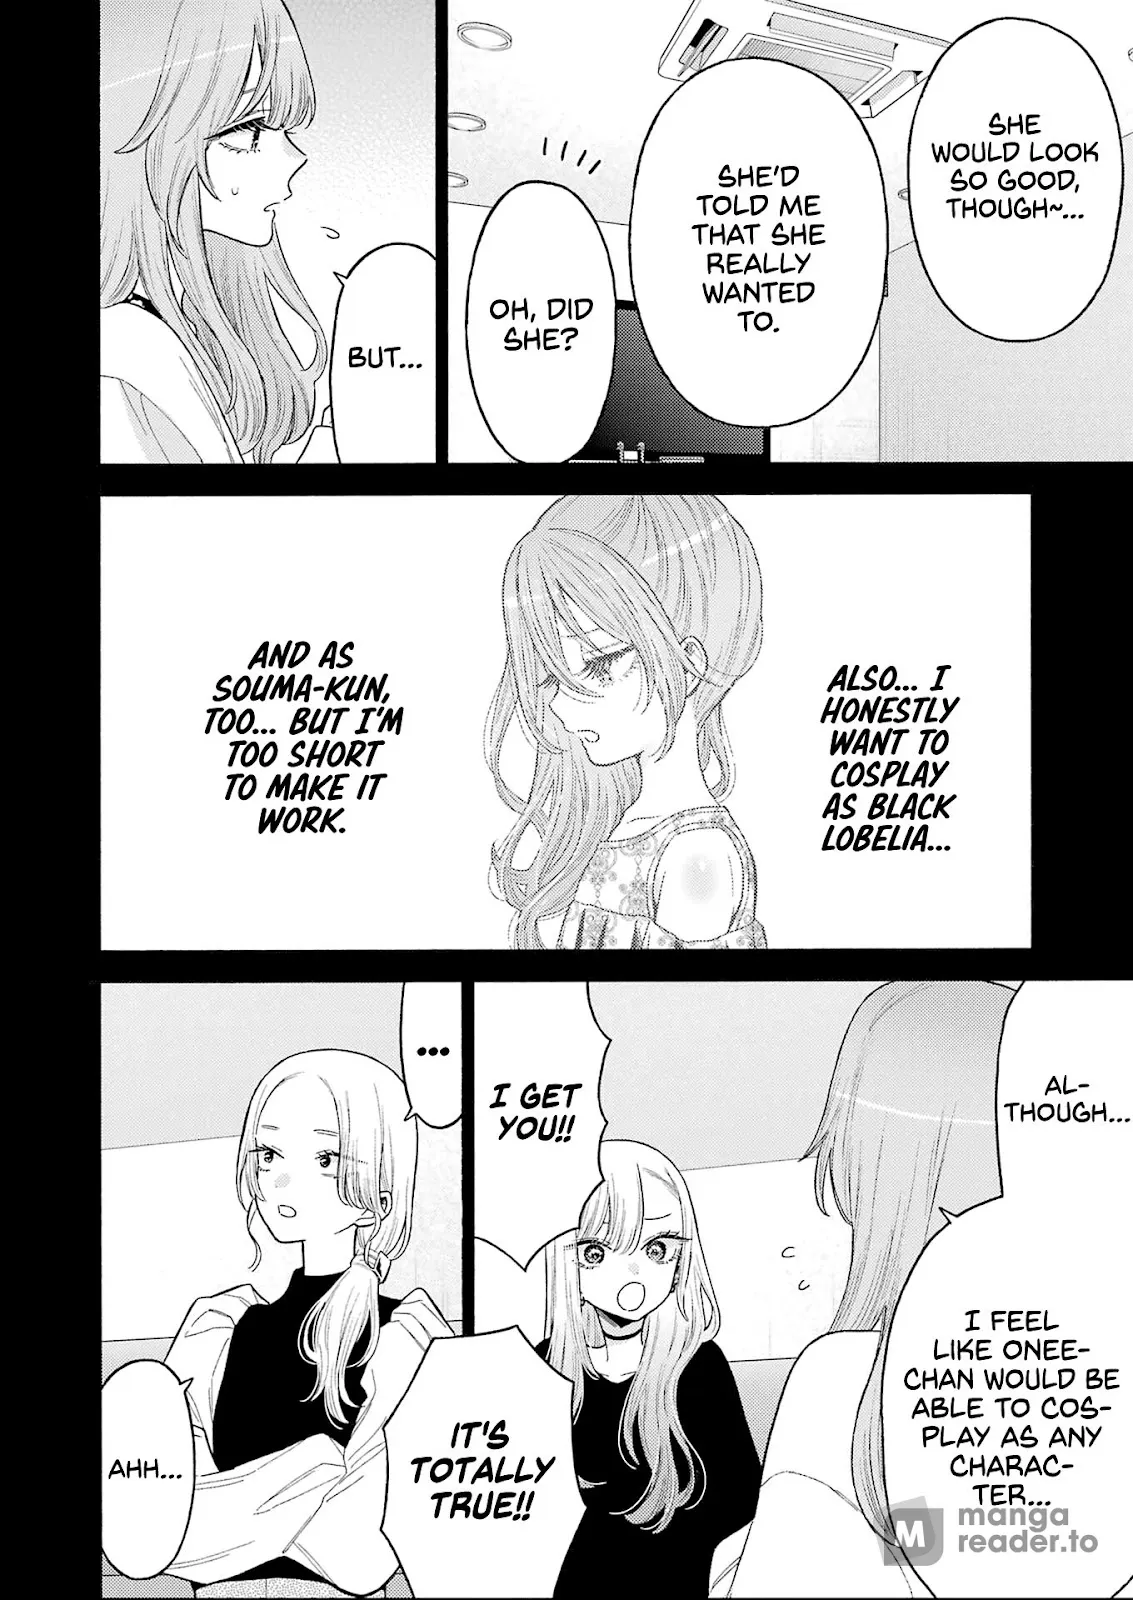 SHE
WOULD LOOK
SO GOOD,
THOUGH~...
SHE'D
TOLD ME
THAT SHE
REALLY
WANTED
TO.
OH, DID
SHE?
BUT...
ALSO... I
HONESTLY
WANT TO
COSPLAY
AS BLACK
LOBELIA...
AND AS
SOUMA-KUN,
TOO... BUT I'M
TOO SHORT
TO MAKE IT
WORK.
AL-
THOUGH...
I FEEL
LIKE ONEE-
CHAN WOULD BE
ABLE TO COS-
PLAY AS ANY
CHARAC-
TER...
I GET
YOU!!
IT'S
TOTALLY
TRUE!!
...
AHH...
M manga
reader.to